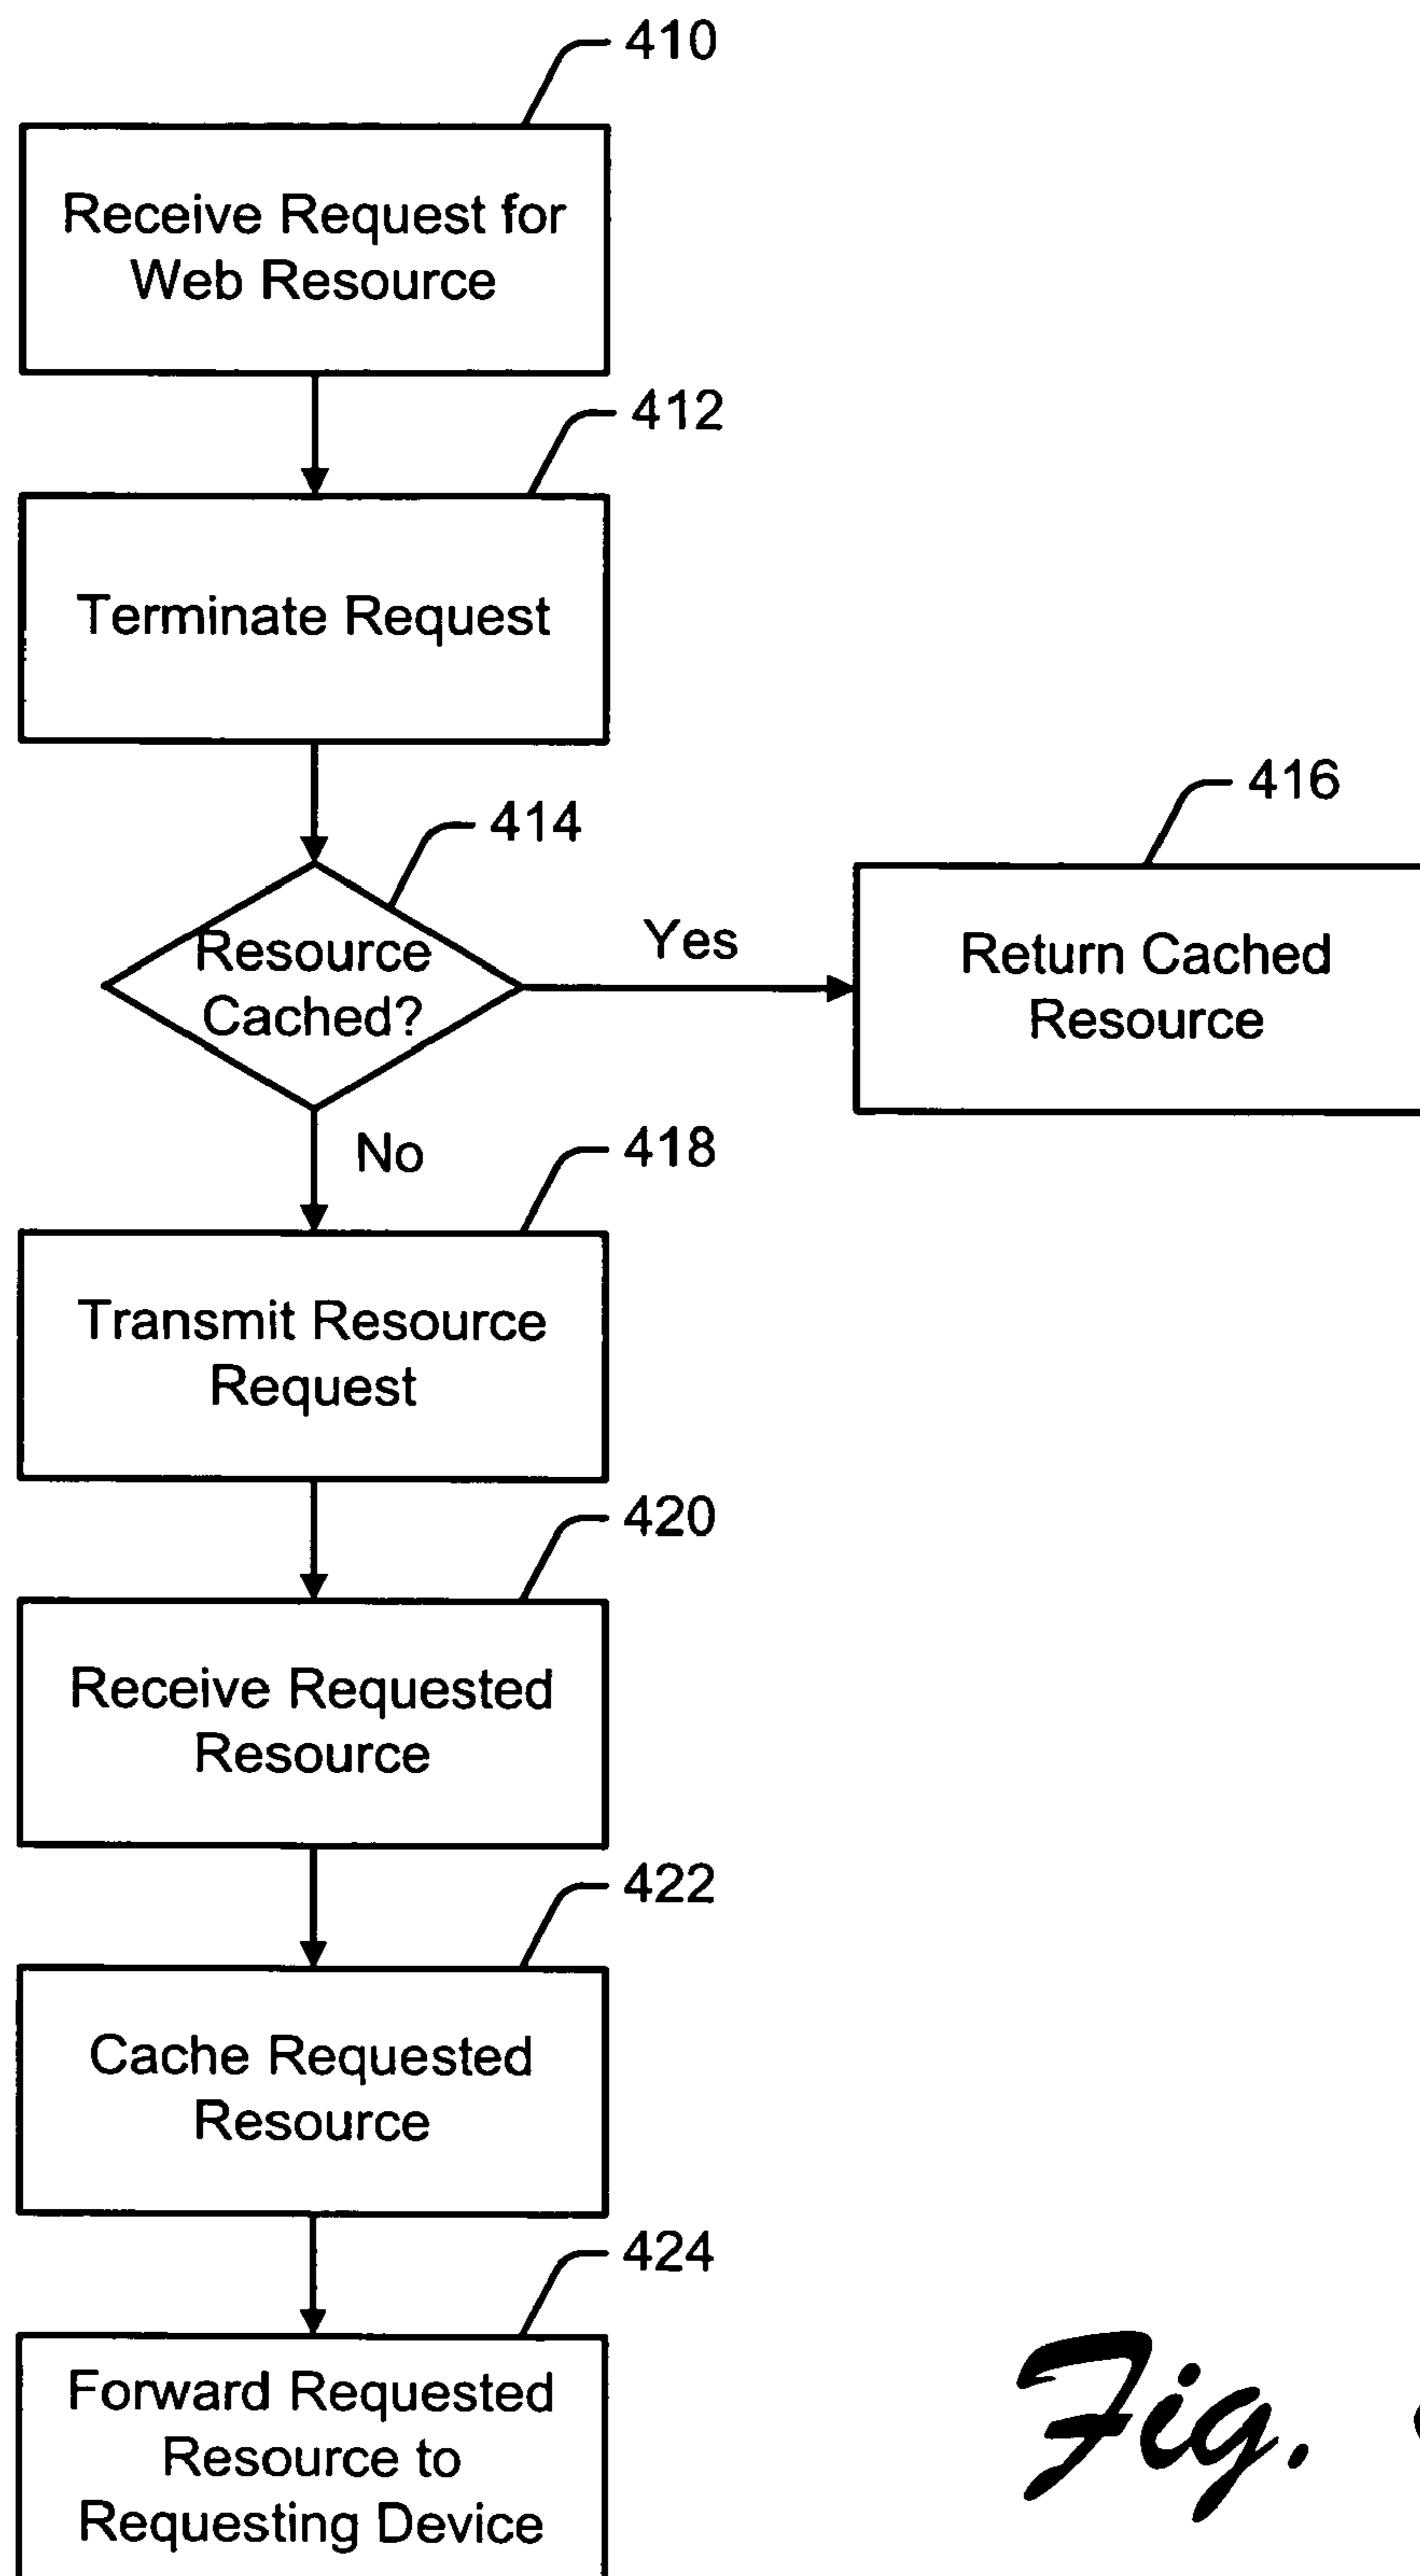 410
Receive Request for
Web Resource
412
Terminate Request
414
Resource
Cached?
Yes
416
Return Cached
Resource
No
418
Transmit Resource
Request
420
Receive Requested
Resource
422
Cache Requested
Resource
424
Forward Requested
Resource to
Requesting Device
Fig.